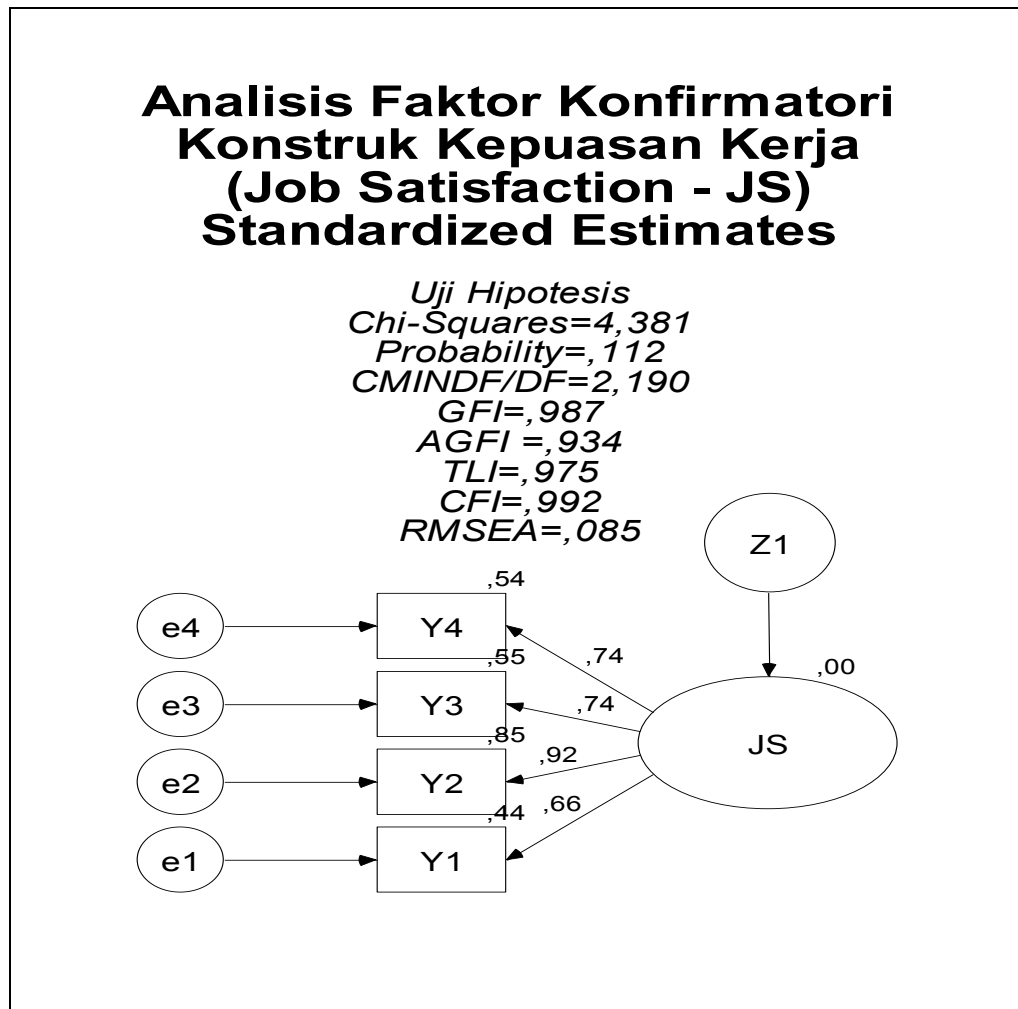 Analisis Faktor Konfirmatori
Konstruk Kepuasan Kerja
(Job Satisfaction - JS)
Standardized Estimates
Uji Hipotesis
Chi-Squares=4,381
Probability=,112
CMINDF/DF=2,190
GFI=,987
AGFI =,934
TLI=,975
CFI=,992
RMSEA=,085
Z1
,54
e4
Y4
,74
,55
,00
e3
Y3
,74
,85
JS
,92
e2
Y2
,44
,66
e1
Y1